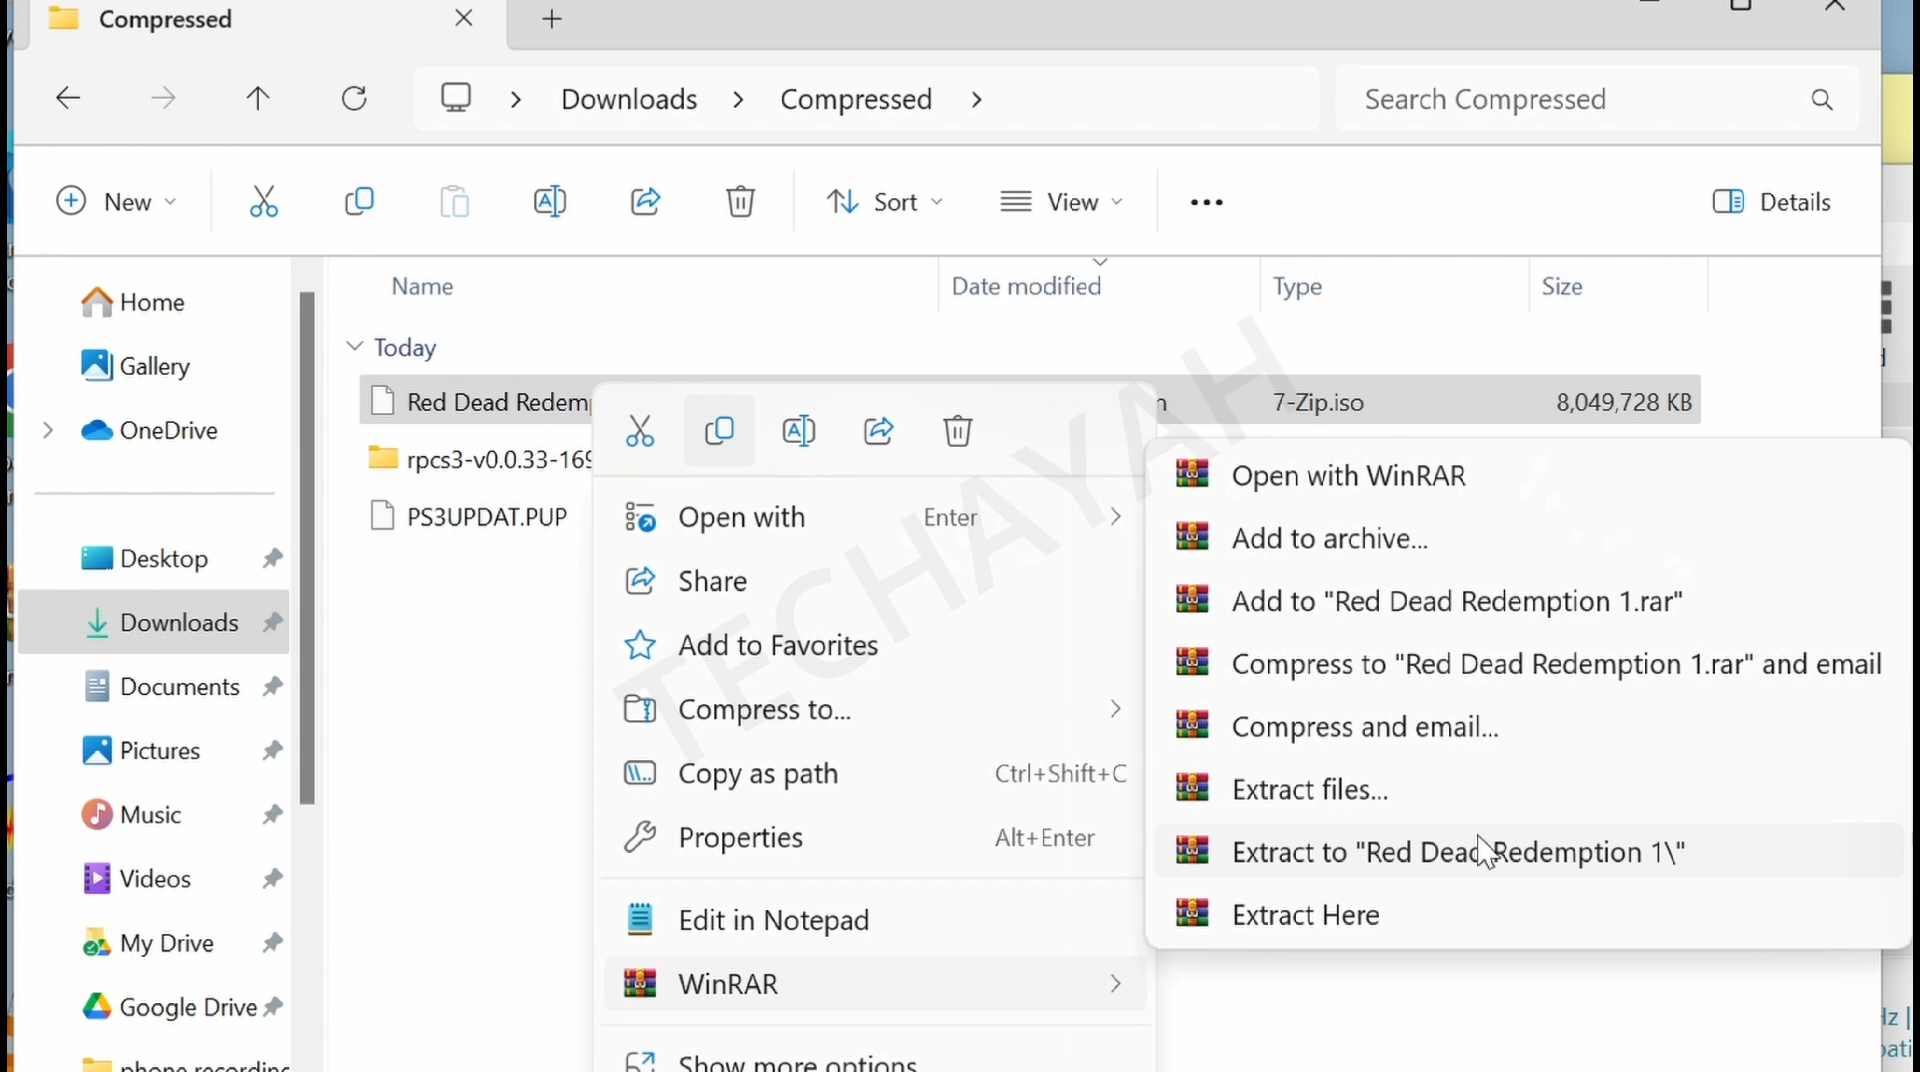 Compressed
Downloads
Compressed
Search Compressed
New
Sort
View
Details
Name
Date modified
Type
Size
Home
Gallery
OneDrive
Desktop
Downloads
Documents
Pictures
Music
Videos
My Drive
Google Drive
phone recording
Today
Red Dead Redemp
7-Zip.iso
8,049,728 KB
rpcs3-v0.0.33-169
PS3UPDAT.PUP
Open with Enter
Share
Add to Favorites
Compress to...
Copy as path Ctrl+Shift+C
Properties Alt+Enter
Edit in Notepad
WinRAR
Show more options
Open with WinRAR
Add to archive...
Add to "Red Dead Redemption 1.rar"
Compress to "Red Dead Redemption 1.rar" and email
Compress and email...
Extract files...
Extract to "Red Dead Redemption 1\"
Extract Here
TECHAYAH